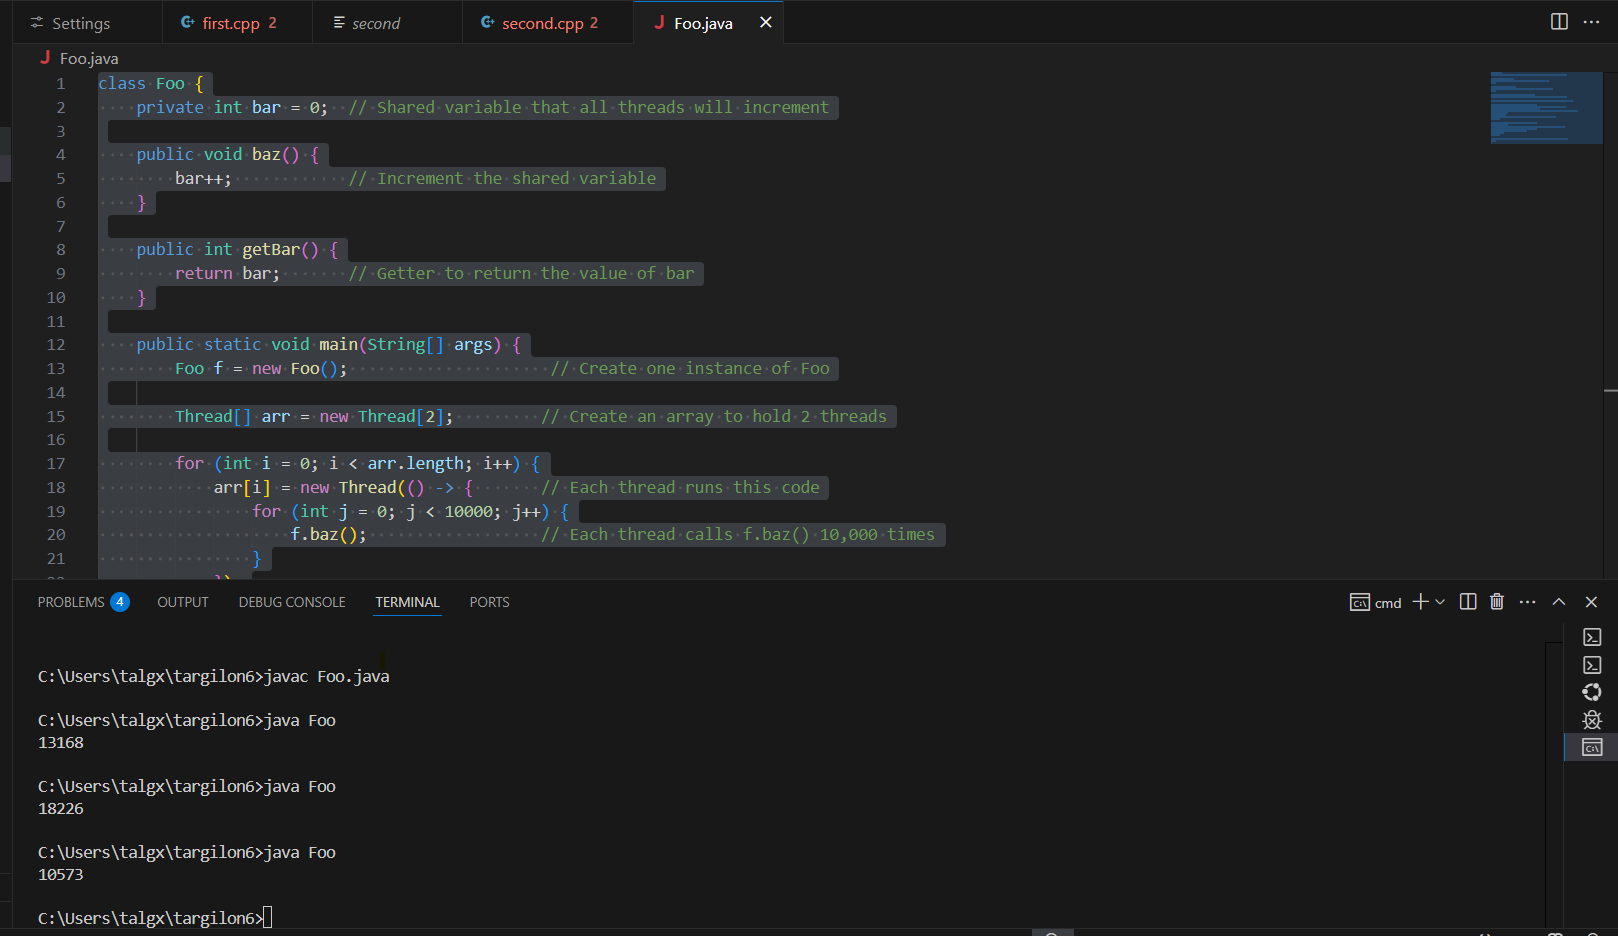 Settings
first.cpp 2
second
second.cpp 2
Foo.java
Foo.java
1 class Foo {
2 private int bar = 0; // Shared variable that all threads will increment
3
4 public void baz() {
5 bar++; // Increment the shared variable
6 }
7
8 public int getBar() {
9 return bar; // Getter to return the value of bar
10 }
11
12 public static void main(String[] args) {
13 Foo f = new Foo(); // Create one instance of Foo
14
15 Thread[] arr = new Thread[2]; // Create an array to hold 2 threads
16
17 for (int i = 0; i < arr.length; i++) {
18 arr[i] = new Thread(() -> { // Each thread runs this code
19 for (int j = 0; j < 10000; j++) {
20 f.baz(); // Each thread calls f.baz() 10,000 times
21 }
PROBLEMS 4 OUTPUT DEBUG CONSOLE TERMINAL PORTS
cmd
C:\Users\talgx\targilon6>javac Foo.java
C:\Users\talgx\targilon6>java Foo
13168
C:\Users\talgx\targilon6>java Foo
18226
C:\Users\talgx\targilon6>java Foo
10573
C:\Users\talgx\targilon6>